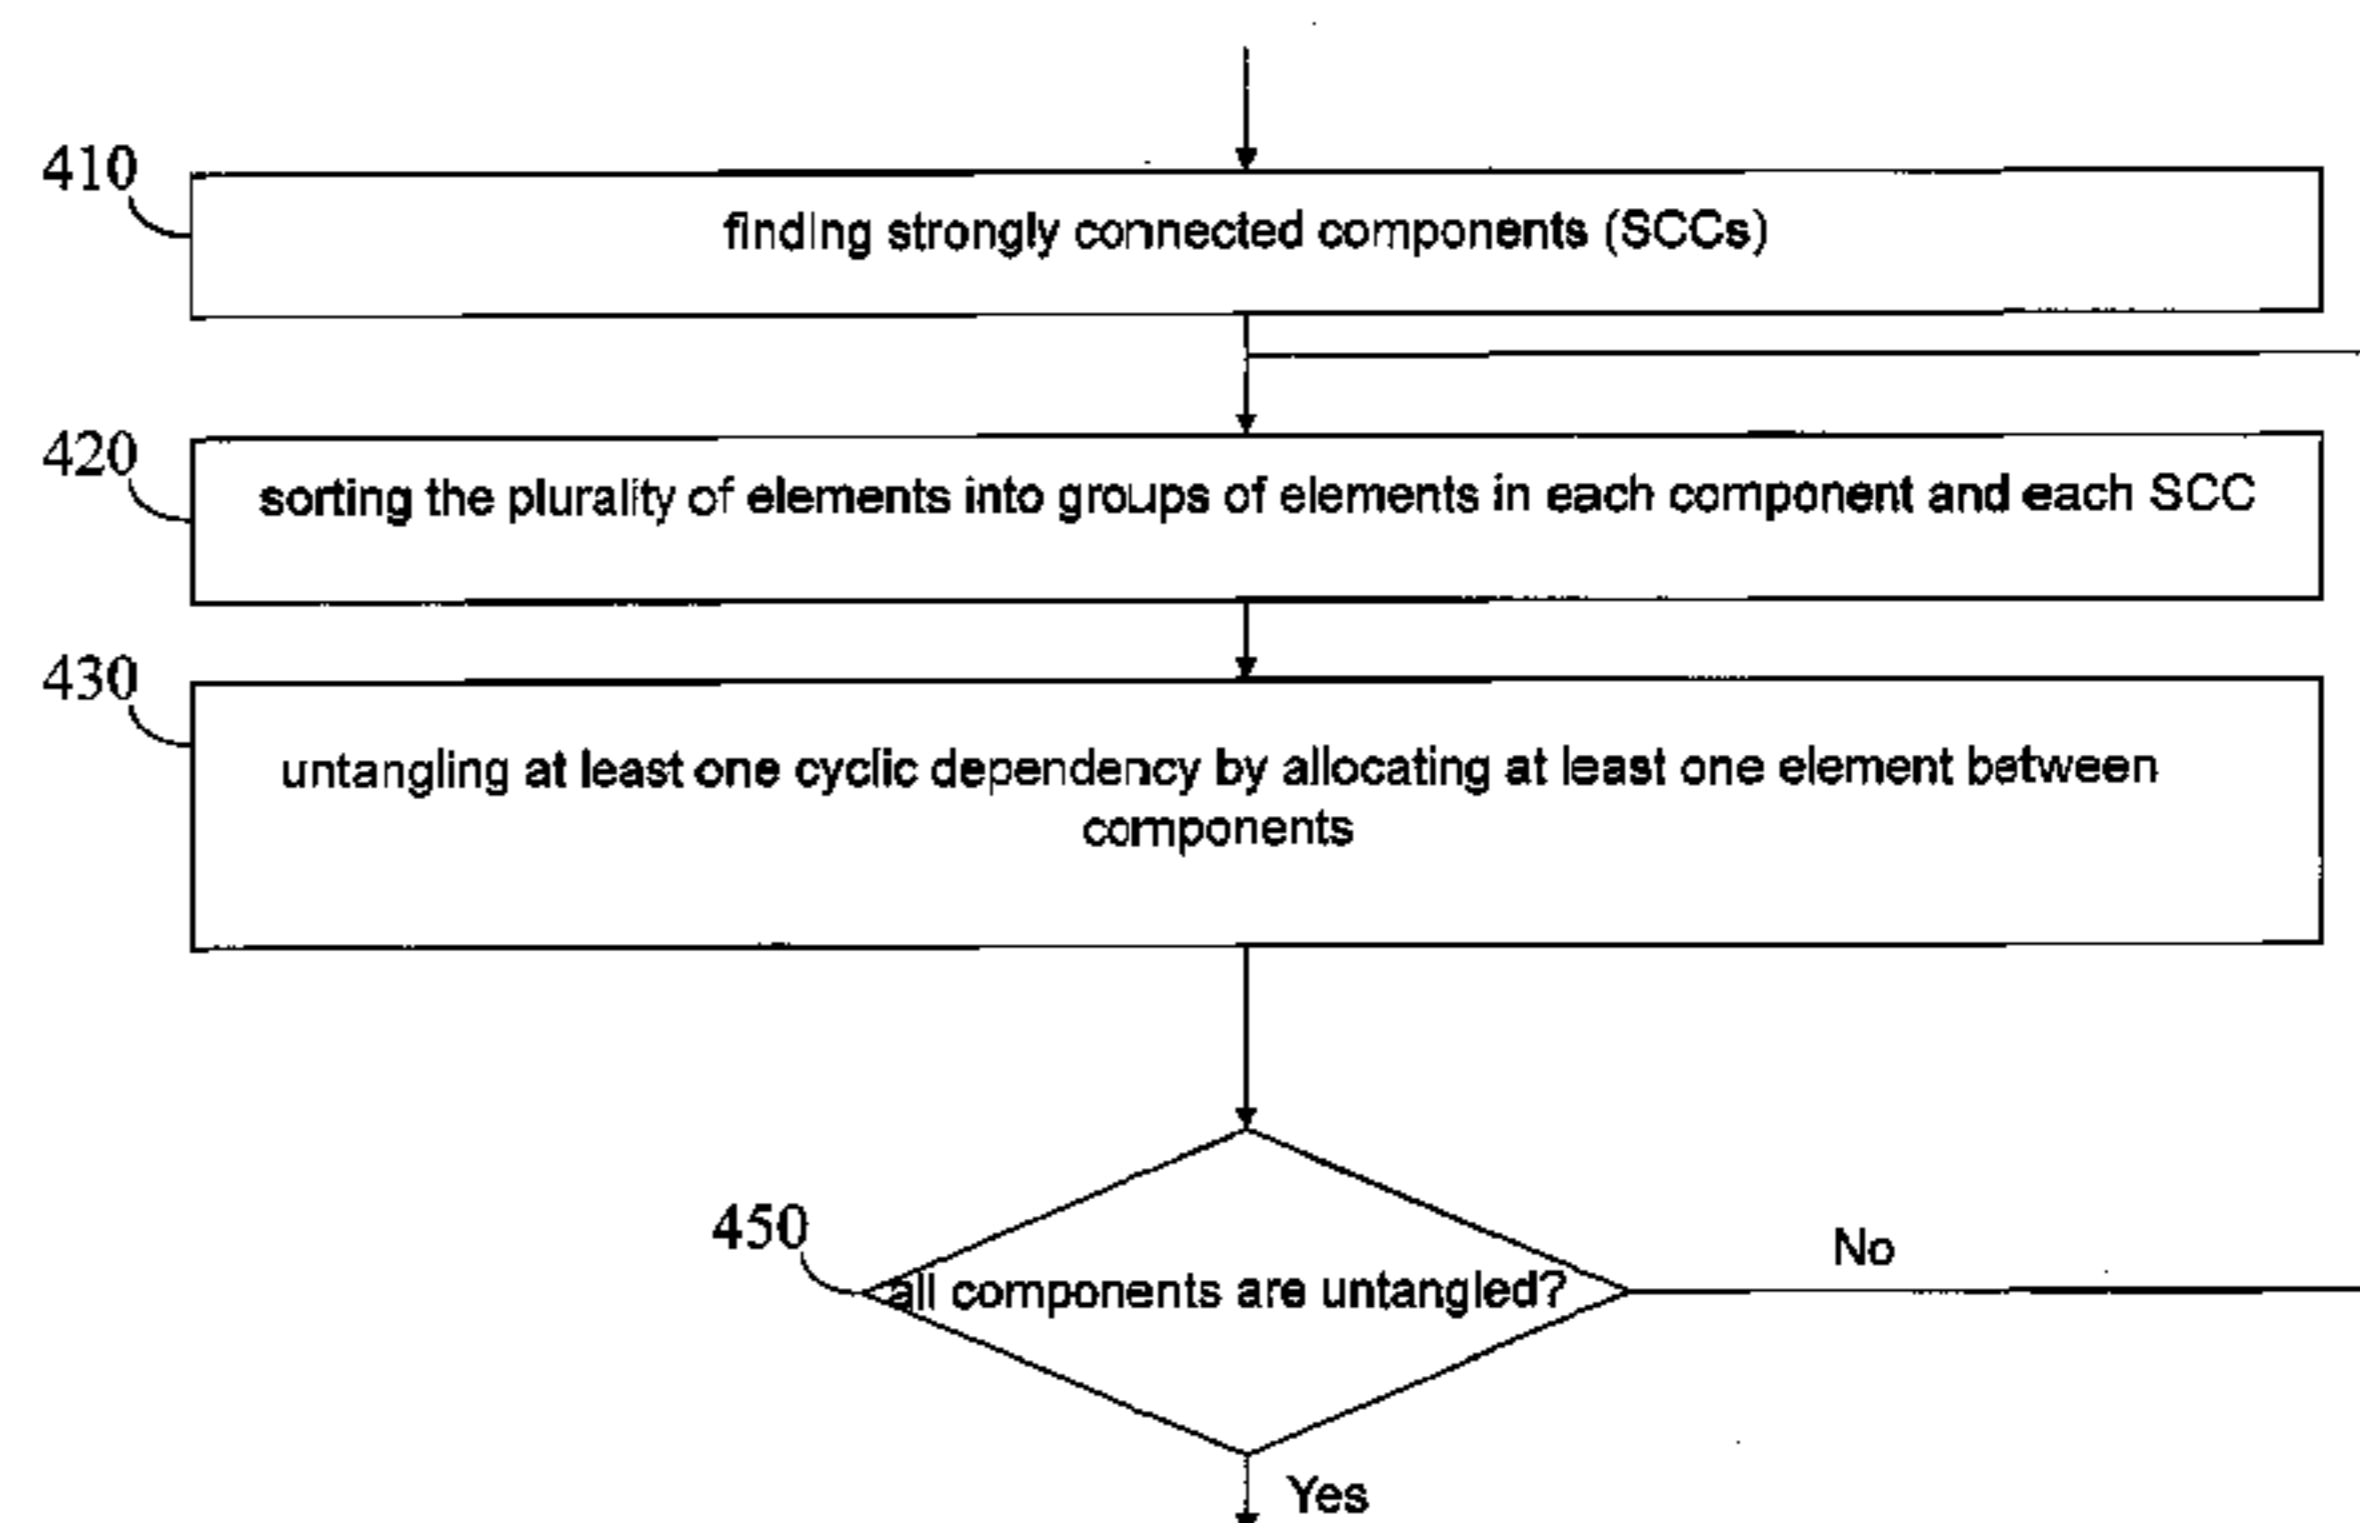 410
finding strongly connected components (SCCs)
420
sorting the plurality of elements into groups of elements in each component and each SCC
430
untangling at least one cyclic dependency by allocating at least one element between
components
450
all components are untangled?
No
Yes